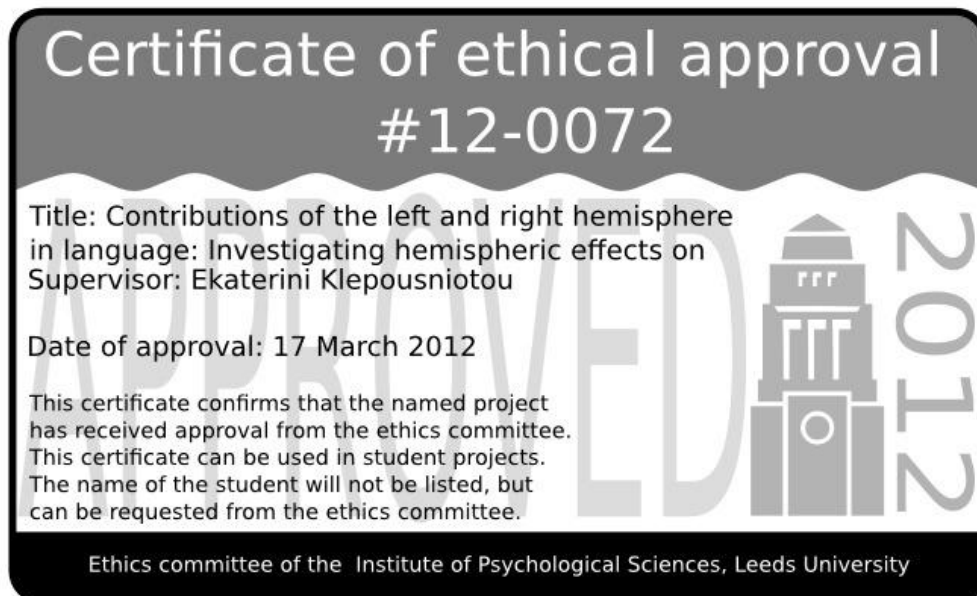 Certificate of ethical approval
#12-0072
APPROVED
Title: Contributions of the left and right hemisphere
in language: Investigating hemispheric effects on
Supervisor: Ekaterini Klepousniotou
Date of approval: 17 March 2012
This certificate confirms that the named project
has received approval from the ethics committee.
This certificate can be used in student projects.
The name of the student will not be listed, but
can be requested from the ethics committee.
2012
Ethics committee of the  Institute of Psychological Sciences, Leeds University